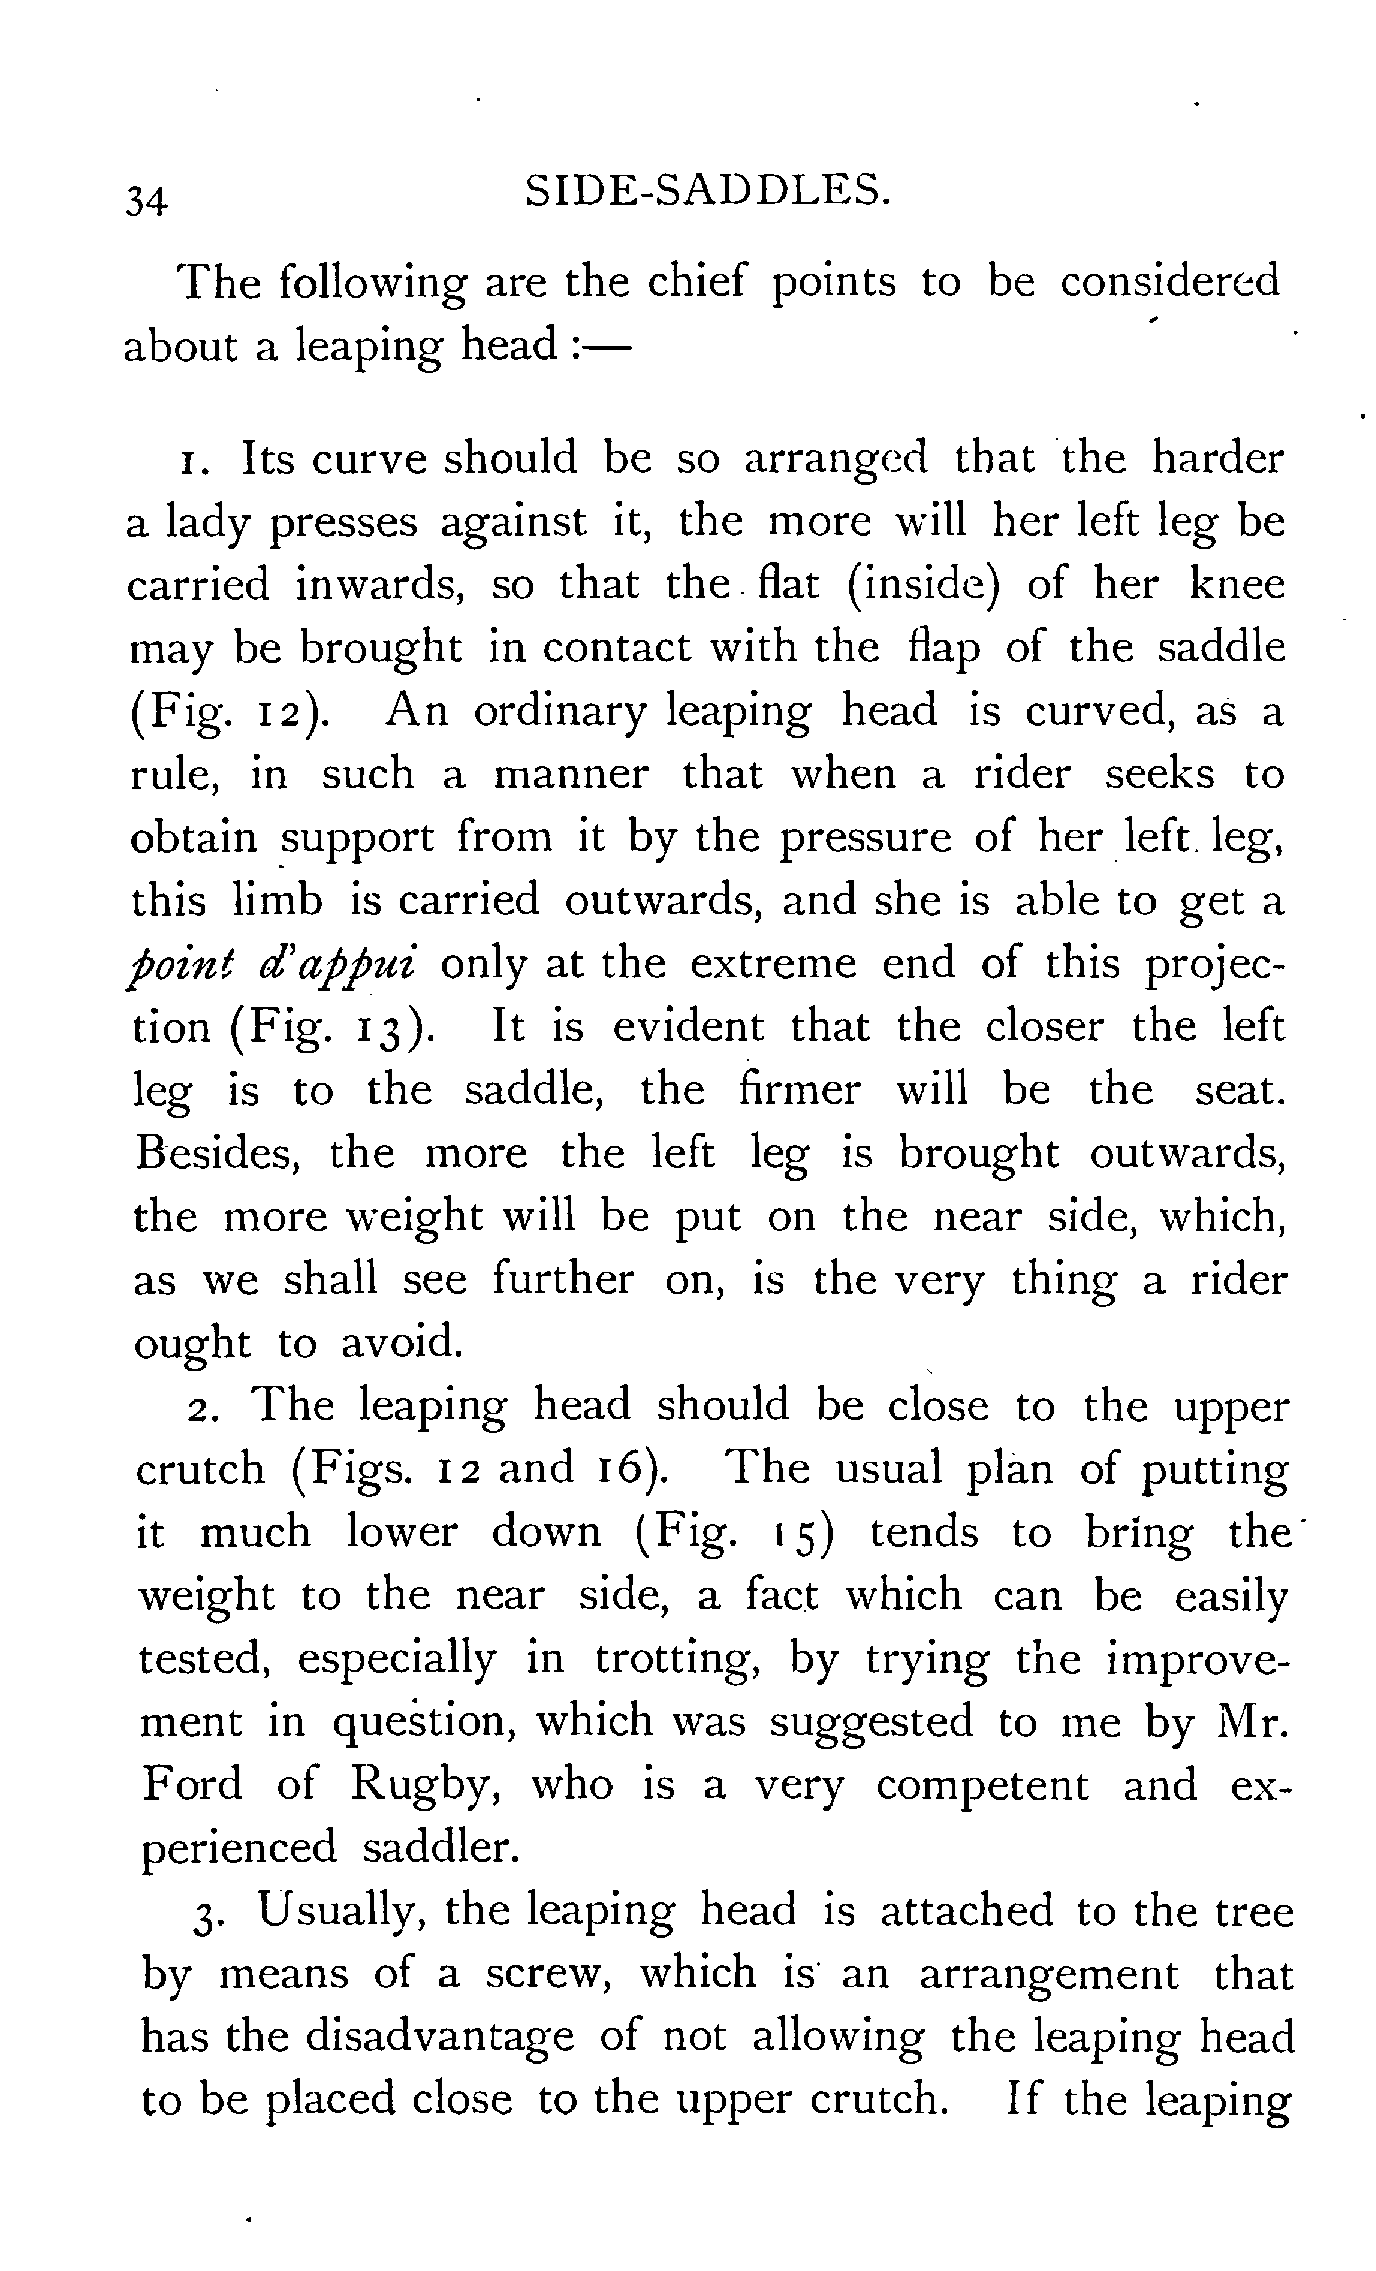 34
SIDE-SADDLES.
The following are the chief points to be considered
about a leaping head :—
1. Its curve should be so arranged that the harder
a lady presses against it, the more will her left leg be
carried inwards, so that the flat (inside) of her knee
may be brought in contact with the flap of the saddle
(Fig. 12). An ordinary leaping head is curved, as a
rule, in such a manner that when a rider seeks to
obtain support from it by the pressure of her left leg,
this limb is carried outwards, and she is able to get a
point d'appui only at the extreme end of this projec-
tion (Fig. 13). It is evident that the closer the left
leg is to the saddle, the firmer will be the seat.
Besides, the more the left leg is brought outwards,
the more weight will be put on the near side, which,
as we shall see further on, is the very thing a rider
ought to avoid.
2. The leaping head should be close to the upper
crutch (Figs. 12 and 16). The usual plan of putting
it much lower down (Fig. 15) tends to bring the
weight to the near side, a fact which can be easily
tested, especially in trotting, by trying the improve-
ment in question, which was suggested to me by Mr.
Ford of Rugby, who is a very competent and ex-
perienced saddler.
3. Usually, the leaping head is attached to the tree
by means of a screw, which is an arrangement that
has the disadvantage of not allowing the leaping head
to be placed close to the upper crutch. If the leaping